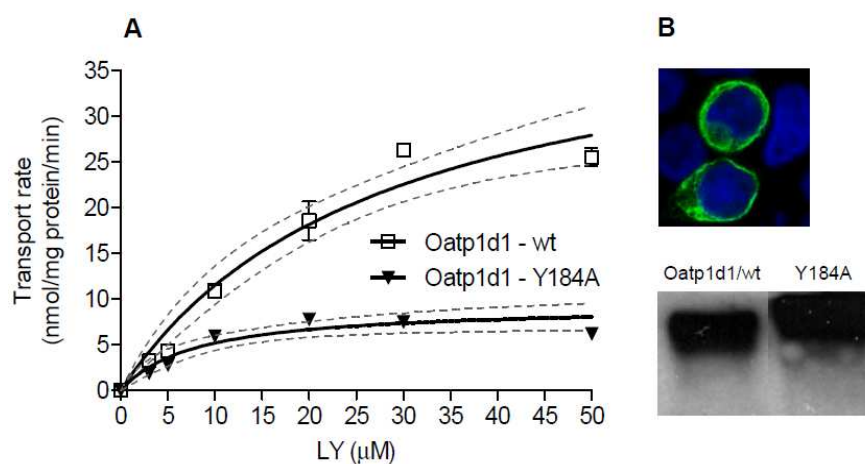 A
B
35
30
25
20
15
10
5
0
Transport rate
(nmol/mg protein/min)
Oatp1d1 - wt
Oatp1d1 - Y184A
0 5 10 15 20 25 30 35 40 45 50
LY (μM)
Oatp1d1/wt Y184A